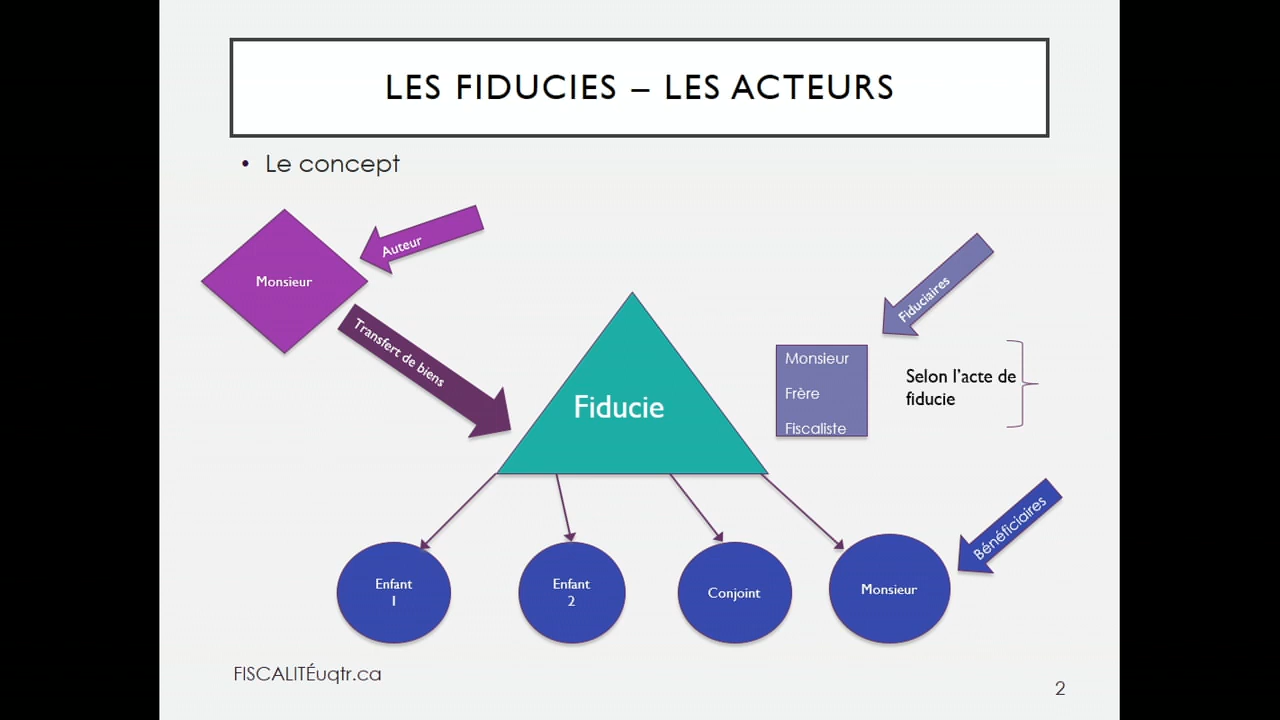 LES FIDUCIES – LES ACTEURS
• Le concept
Auteur
Monsieur
Transfert de biens
Fiducie
Fiduciaires
Monsieur
Frère
Fiscaliste
Selon l'acte de
fiducie
Bénéficiaires
Enfant
1
Enfant
2
Conjoint
Monsieur
FISCALITÉuqtr.ca
2